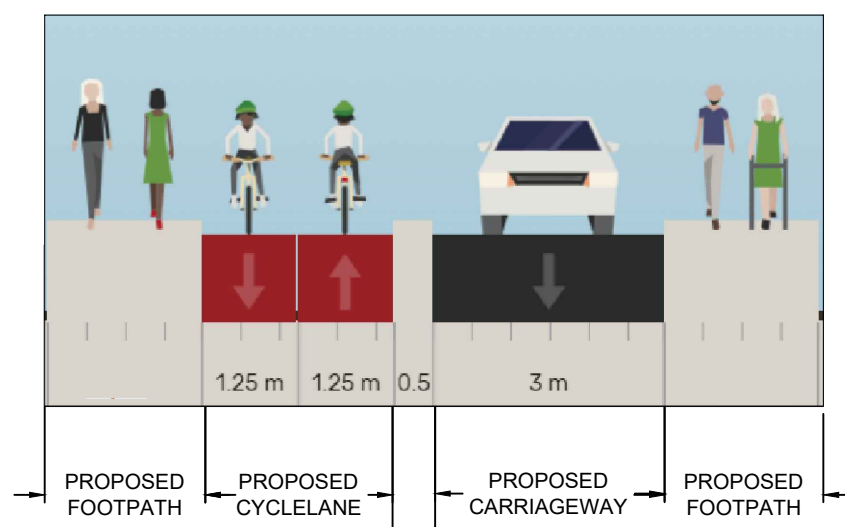 1.25 m 1.25 m 0.5 3 m
PROPOSED FOOTPATH
PROPOSED CYCLELANE
PROPOSED CARRIAGEWAY
PROPOSED FOOTPATH